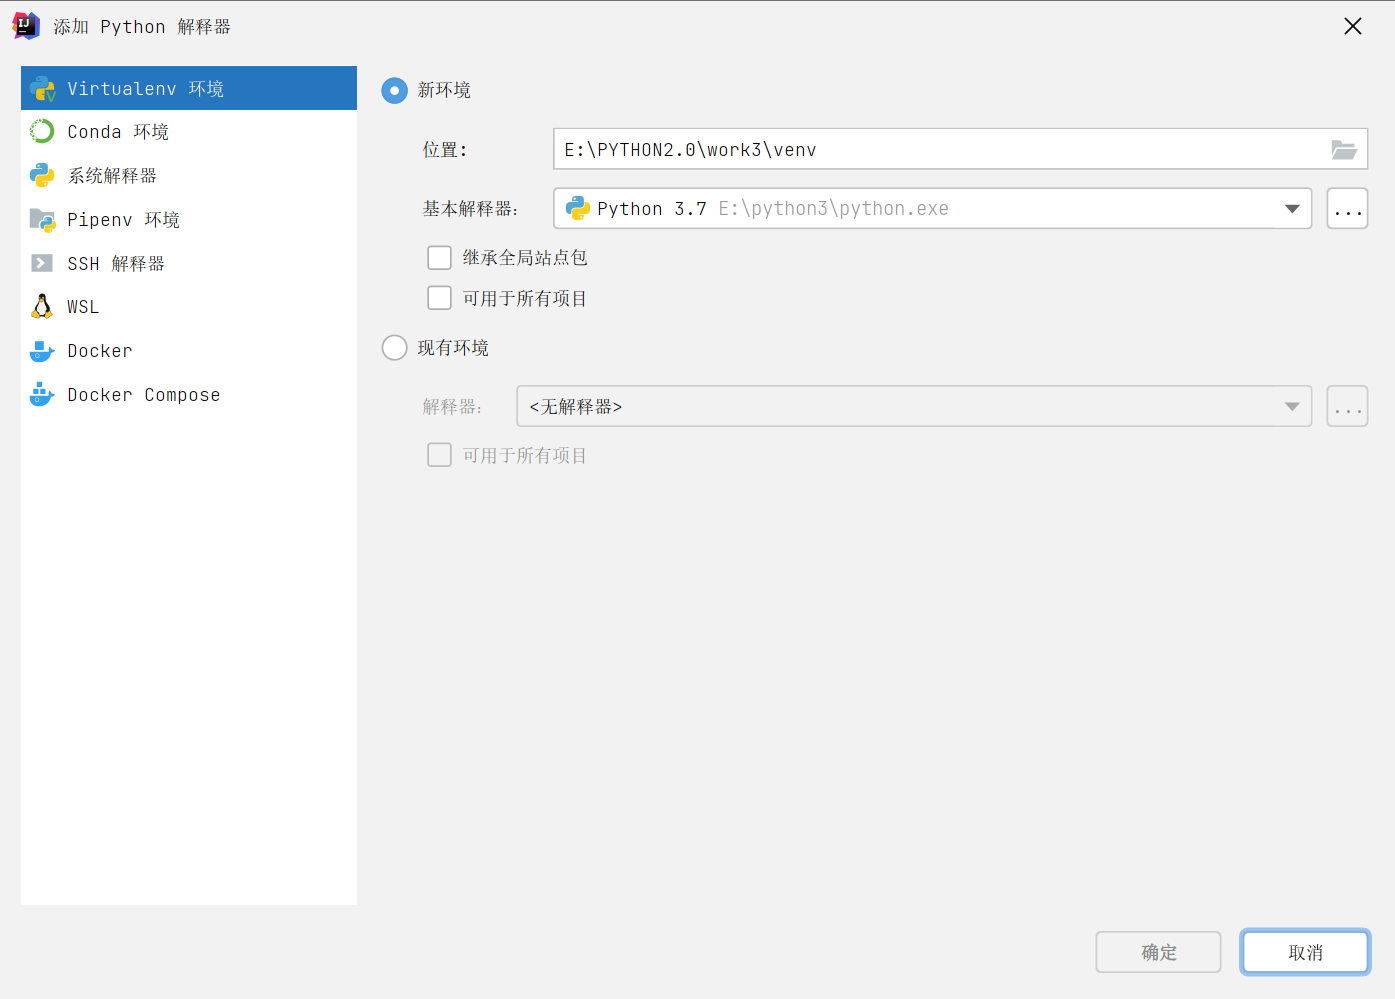 添加 Python 解释器
Virtualenv 环境
Conda 环境
系统解释器
Pipenv 环境
SSH 解释器
WSL
Docker
Docker Compose
新环境
位置:
E:\PYTHON2.0\work3\venv
基本解释器:
Python 3.7 E:\python3\python.exe
...
继承全局站点包
可用于所有项目
现有环境
解释器:
<无解释器>
...
可用于所有项目
确定
取消